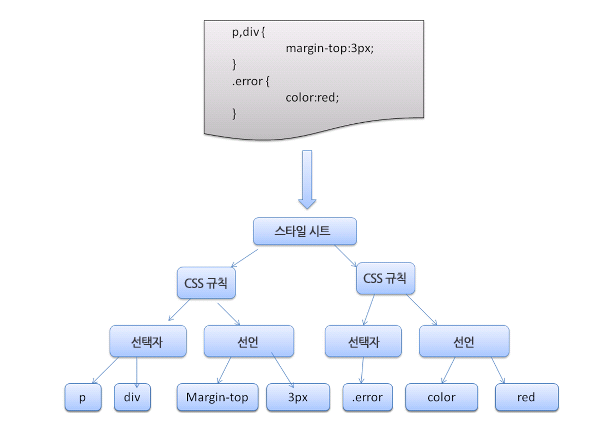 p,div {
margin-top:3px;
}
.error {
color:red;
}
스타일 시트
CSS 규칙
CSS 규칙
선택자
선언
선택자
선언
p
div
Margin-top
3px
.error
color
red